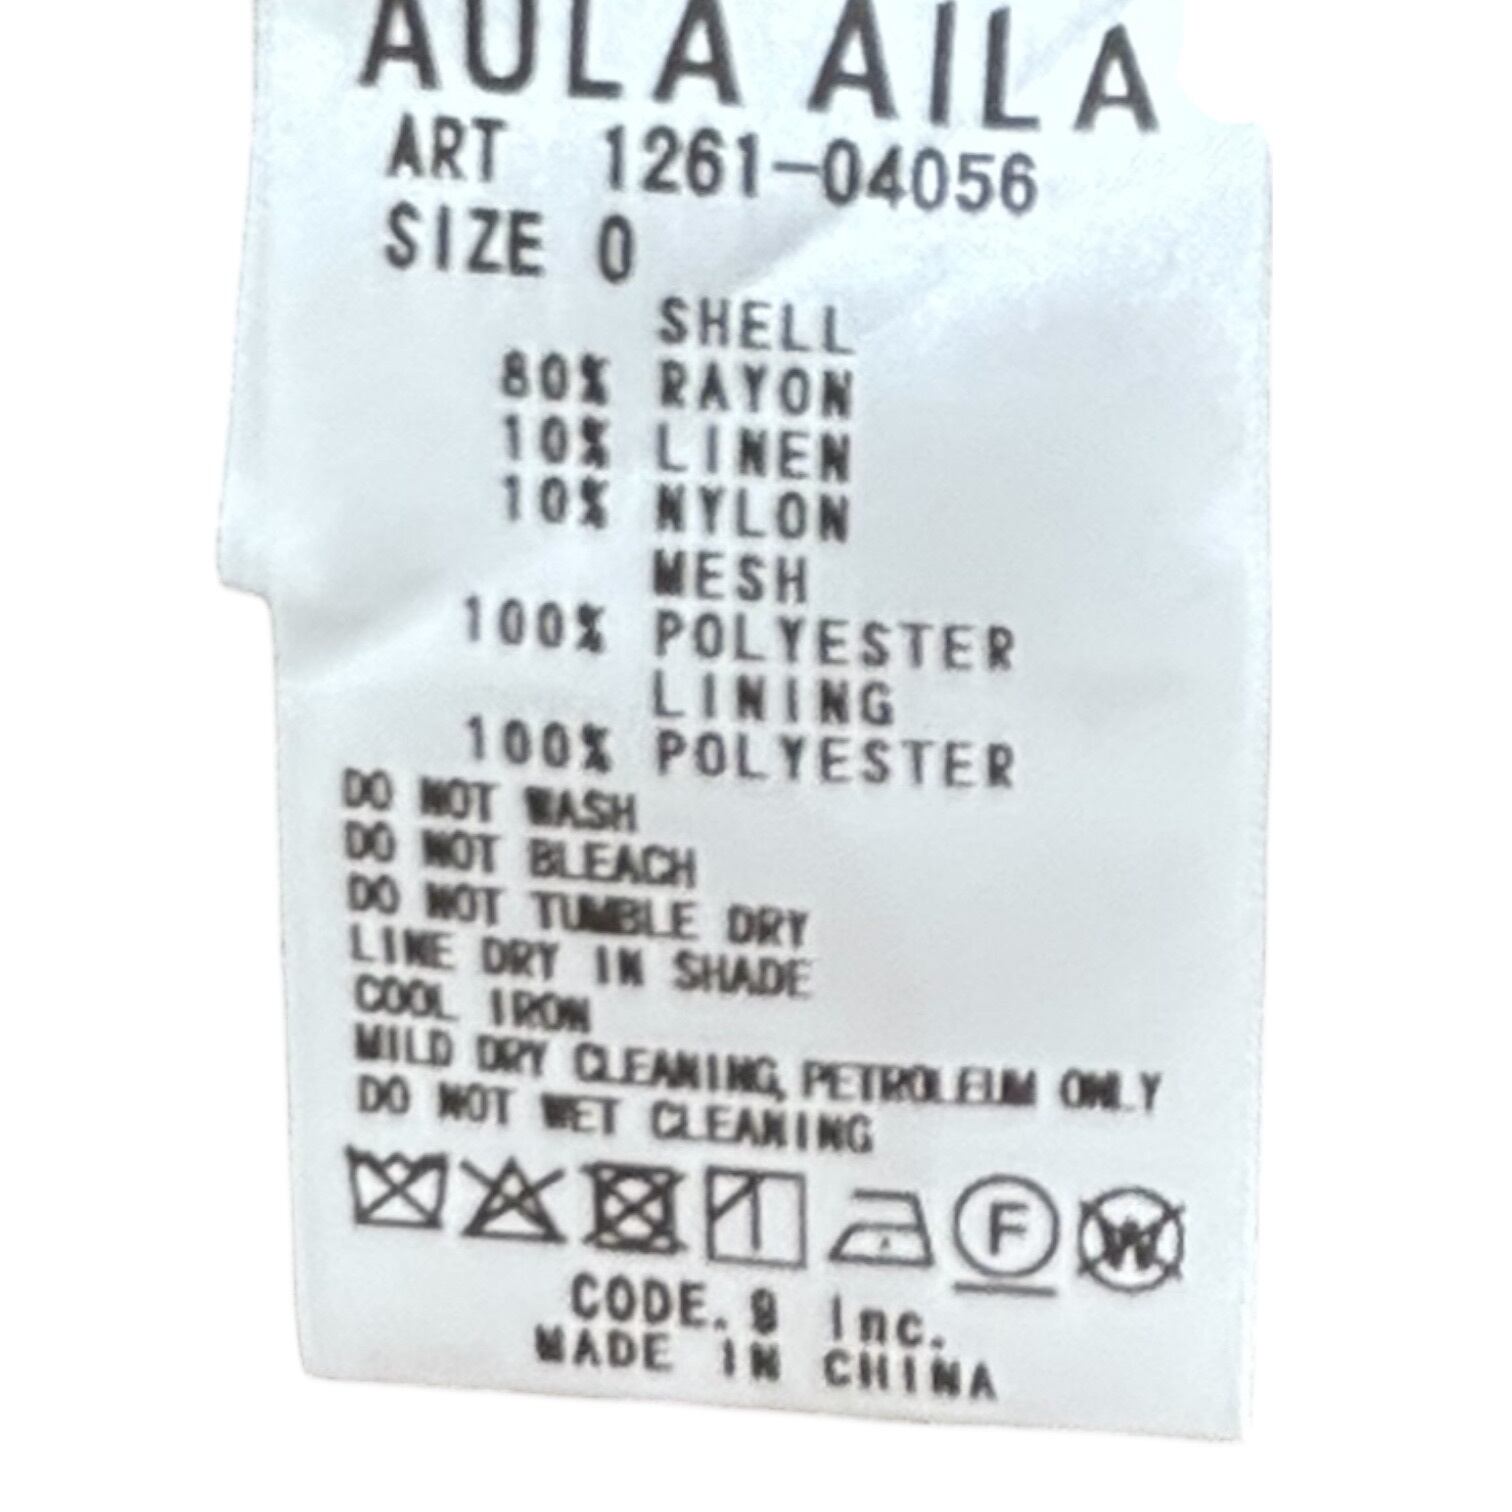 AULA AILA
ART 1261-04056
SIZE 0
SHELL
80% RAYON
10% LINEN
10% NYLON
MESH
100% POLYESTER
LINING
100% POLYESTER
DO NOT WASH
DO NOT BLEACH
DO NOT TUMBLE DRY
LINE DRY IN SHADE
COOL IRON
MILD DRY CLEANING, PETROLEUM ONLY
DO NOT WET CLEANING
F W
CODE. 9 Inc.
MADE IN CHINA